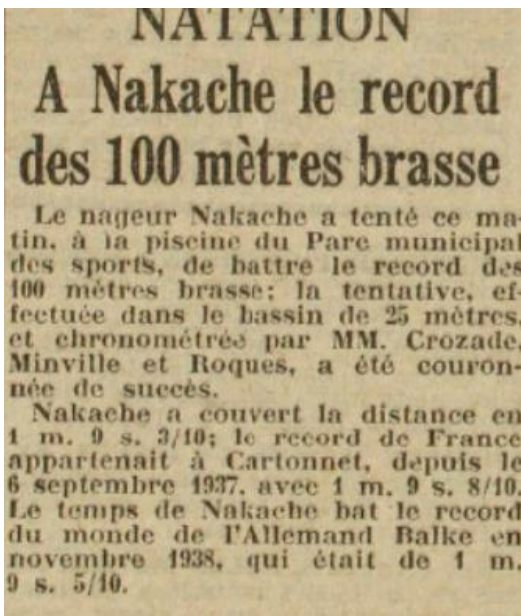 NATATION
A Nakache le record
des 100 mètres brasse
Le nageur Nakache a tenté ce ma-
tin, à la piscine du Parc municipal
des sports, de battre le record des
100 mètres brasse; la tentative, ef-
fectuée dans le bassin de 25 mètres,
et chronométrée par MM. Crozade,
Minville et Roques, a été couron-
née de succès.
Nakache a couvert la distance en
1 m. 9 s. 3/10; le record de France
appartenait à Cartonnet, depuis le
6 septembre 1937, avec 1 m. 9 s. 8/10.
Le temps de Nakache bat le record
du monde de l'Allemand Balke en
novembre 1938, qui était de 1 m.
9 s. 5/10.